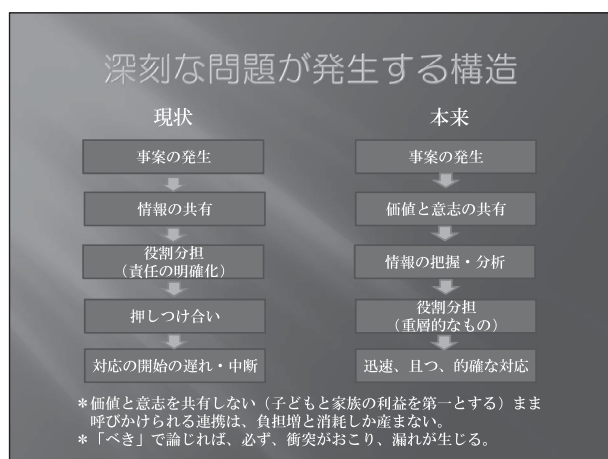 深刻な問題が発生する構造
現状
事案の発生
情報の共有
役割分担
（責任の明確化）
押しつけ合い
対応の開始の遅れ・中断
本来
事案の発生
価値と意志の共有
情報の把握・分析
役割分担
（重層的なもの）
迅速、且つ、的確な対応
＊価値と意志を共有しない（子どもと家族の利益を第一とする）まま
呼びかけられる連携は、負担増と消耗しか産まない。
＊「べき」で論じれば、必ず、衝突がおこり、漏れが生じる。